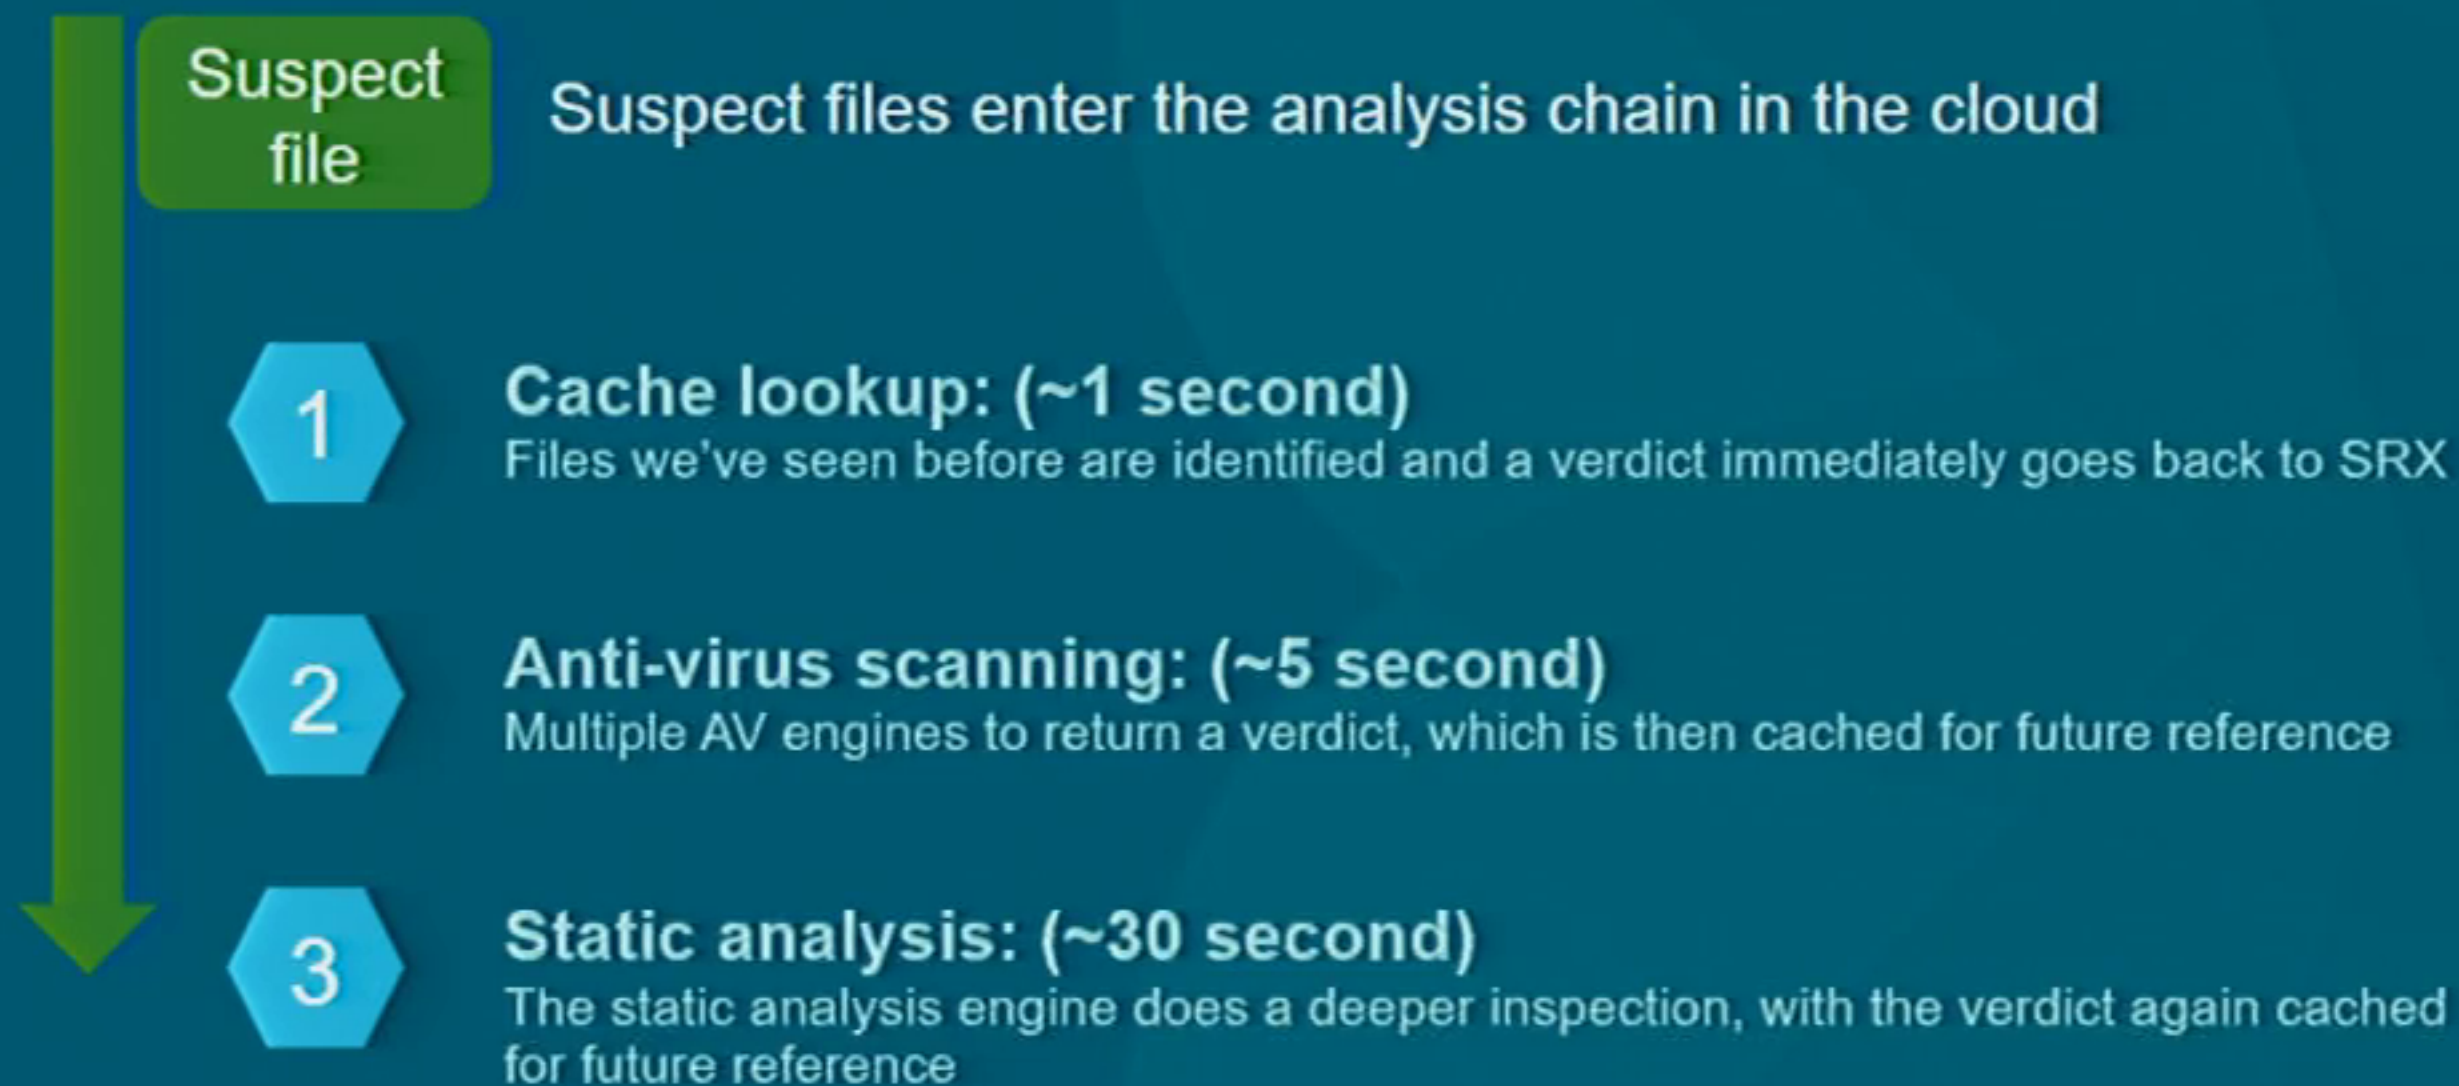 Suspect
file
Suspect files enter the analysis chain in the cloud
1
Cache lookup: (~1 second)
Files we've seen before are identified and a verdict immediately goes back to SRX
2
Anti-virus scanning: (~5 second)
Multiple AV engines to return a verdict, which is then cached for future reference
3
Static analysis: (~30 second)
The static analysis engine does a deeper inspection, with the verdict again cached
for future reference